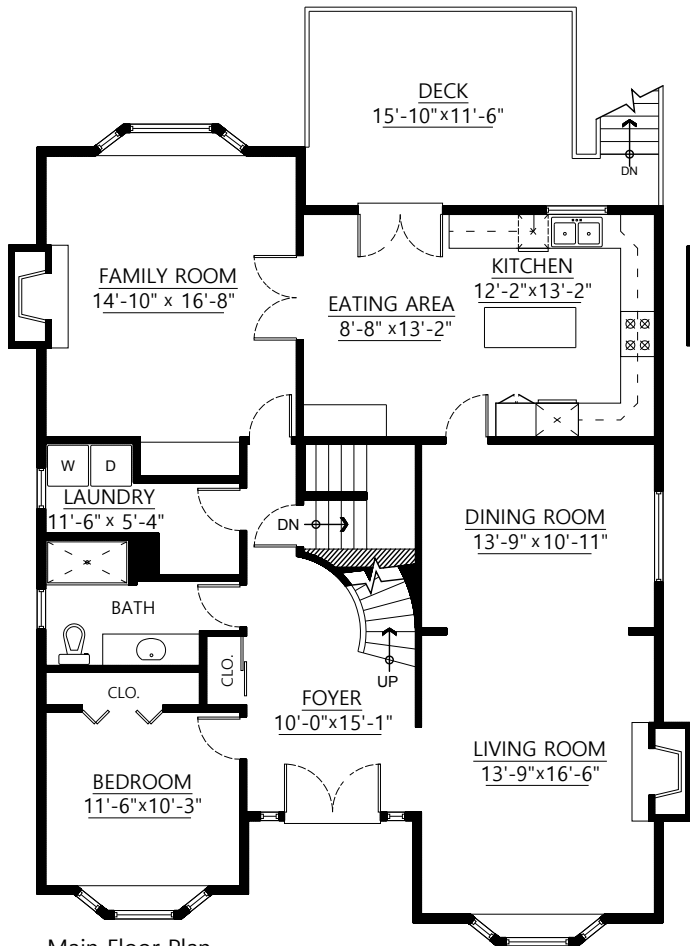 DECK
15'-10"x11'-6"
DN
FAMILY ROOM
14'-10" x 16'-8"
KITCHEN
12'-2"x13'-2"
EATING AREA
8'-8" x13'-2"
W D
LAUNDRY
11'-6" x 5'-4"
DN
DINING ROOM
13'-9" x 10'-11"
BATH
CLO.
CLO.
UP
FOYER
10'-0"x15'-1"
LIVING ROOM
13'-9"x16'-6"
BEDROOM
11'-6"x10'-3"
Main Floor Plan